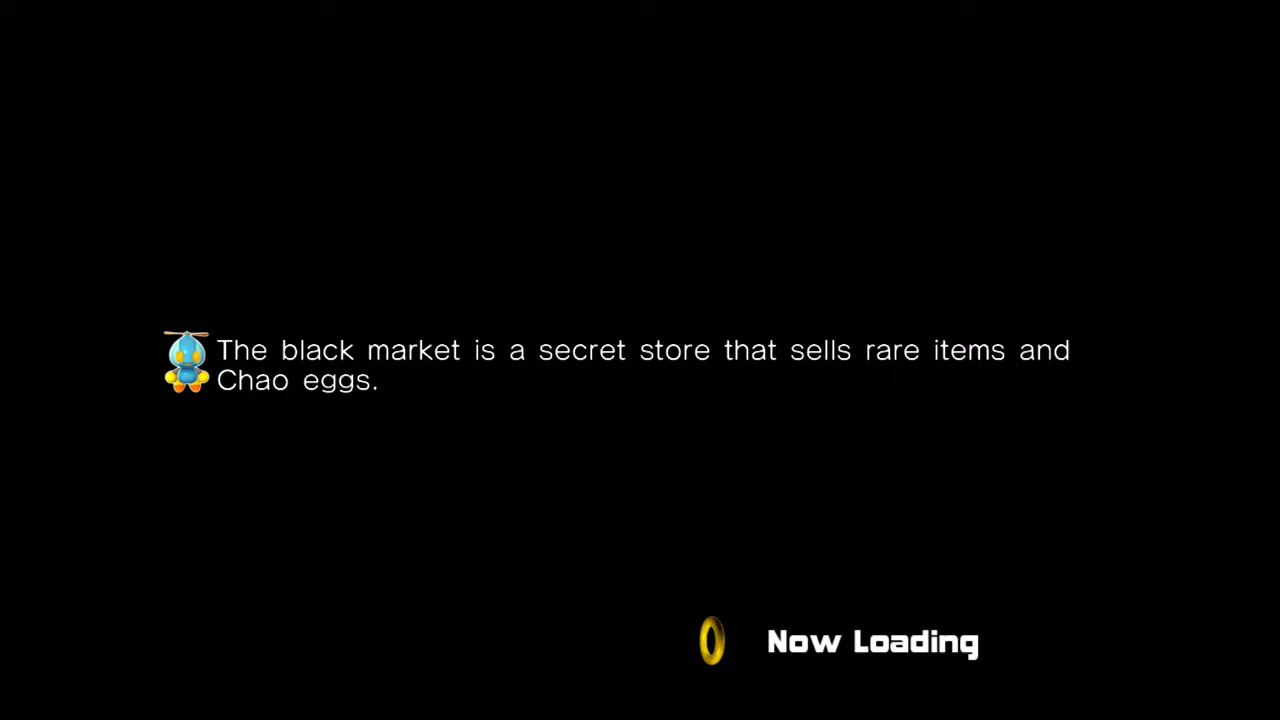 The black market is a secret store that sells rare items and
Chao eggs.
Now Loading